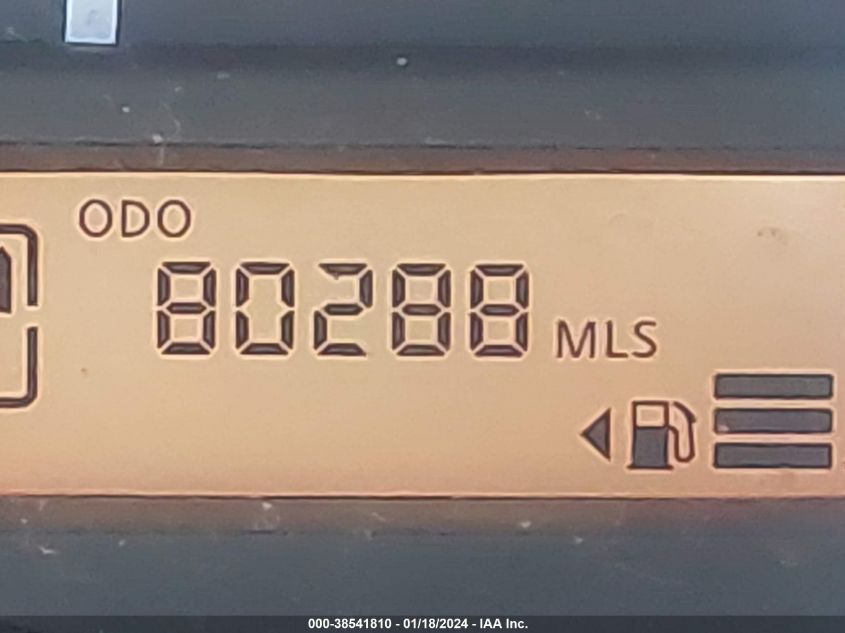 ODO
80288 MLS
000-38541810 - 01/18/2024 - IAA Inc.